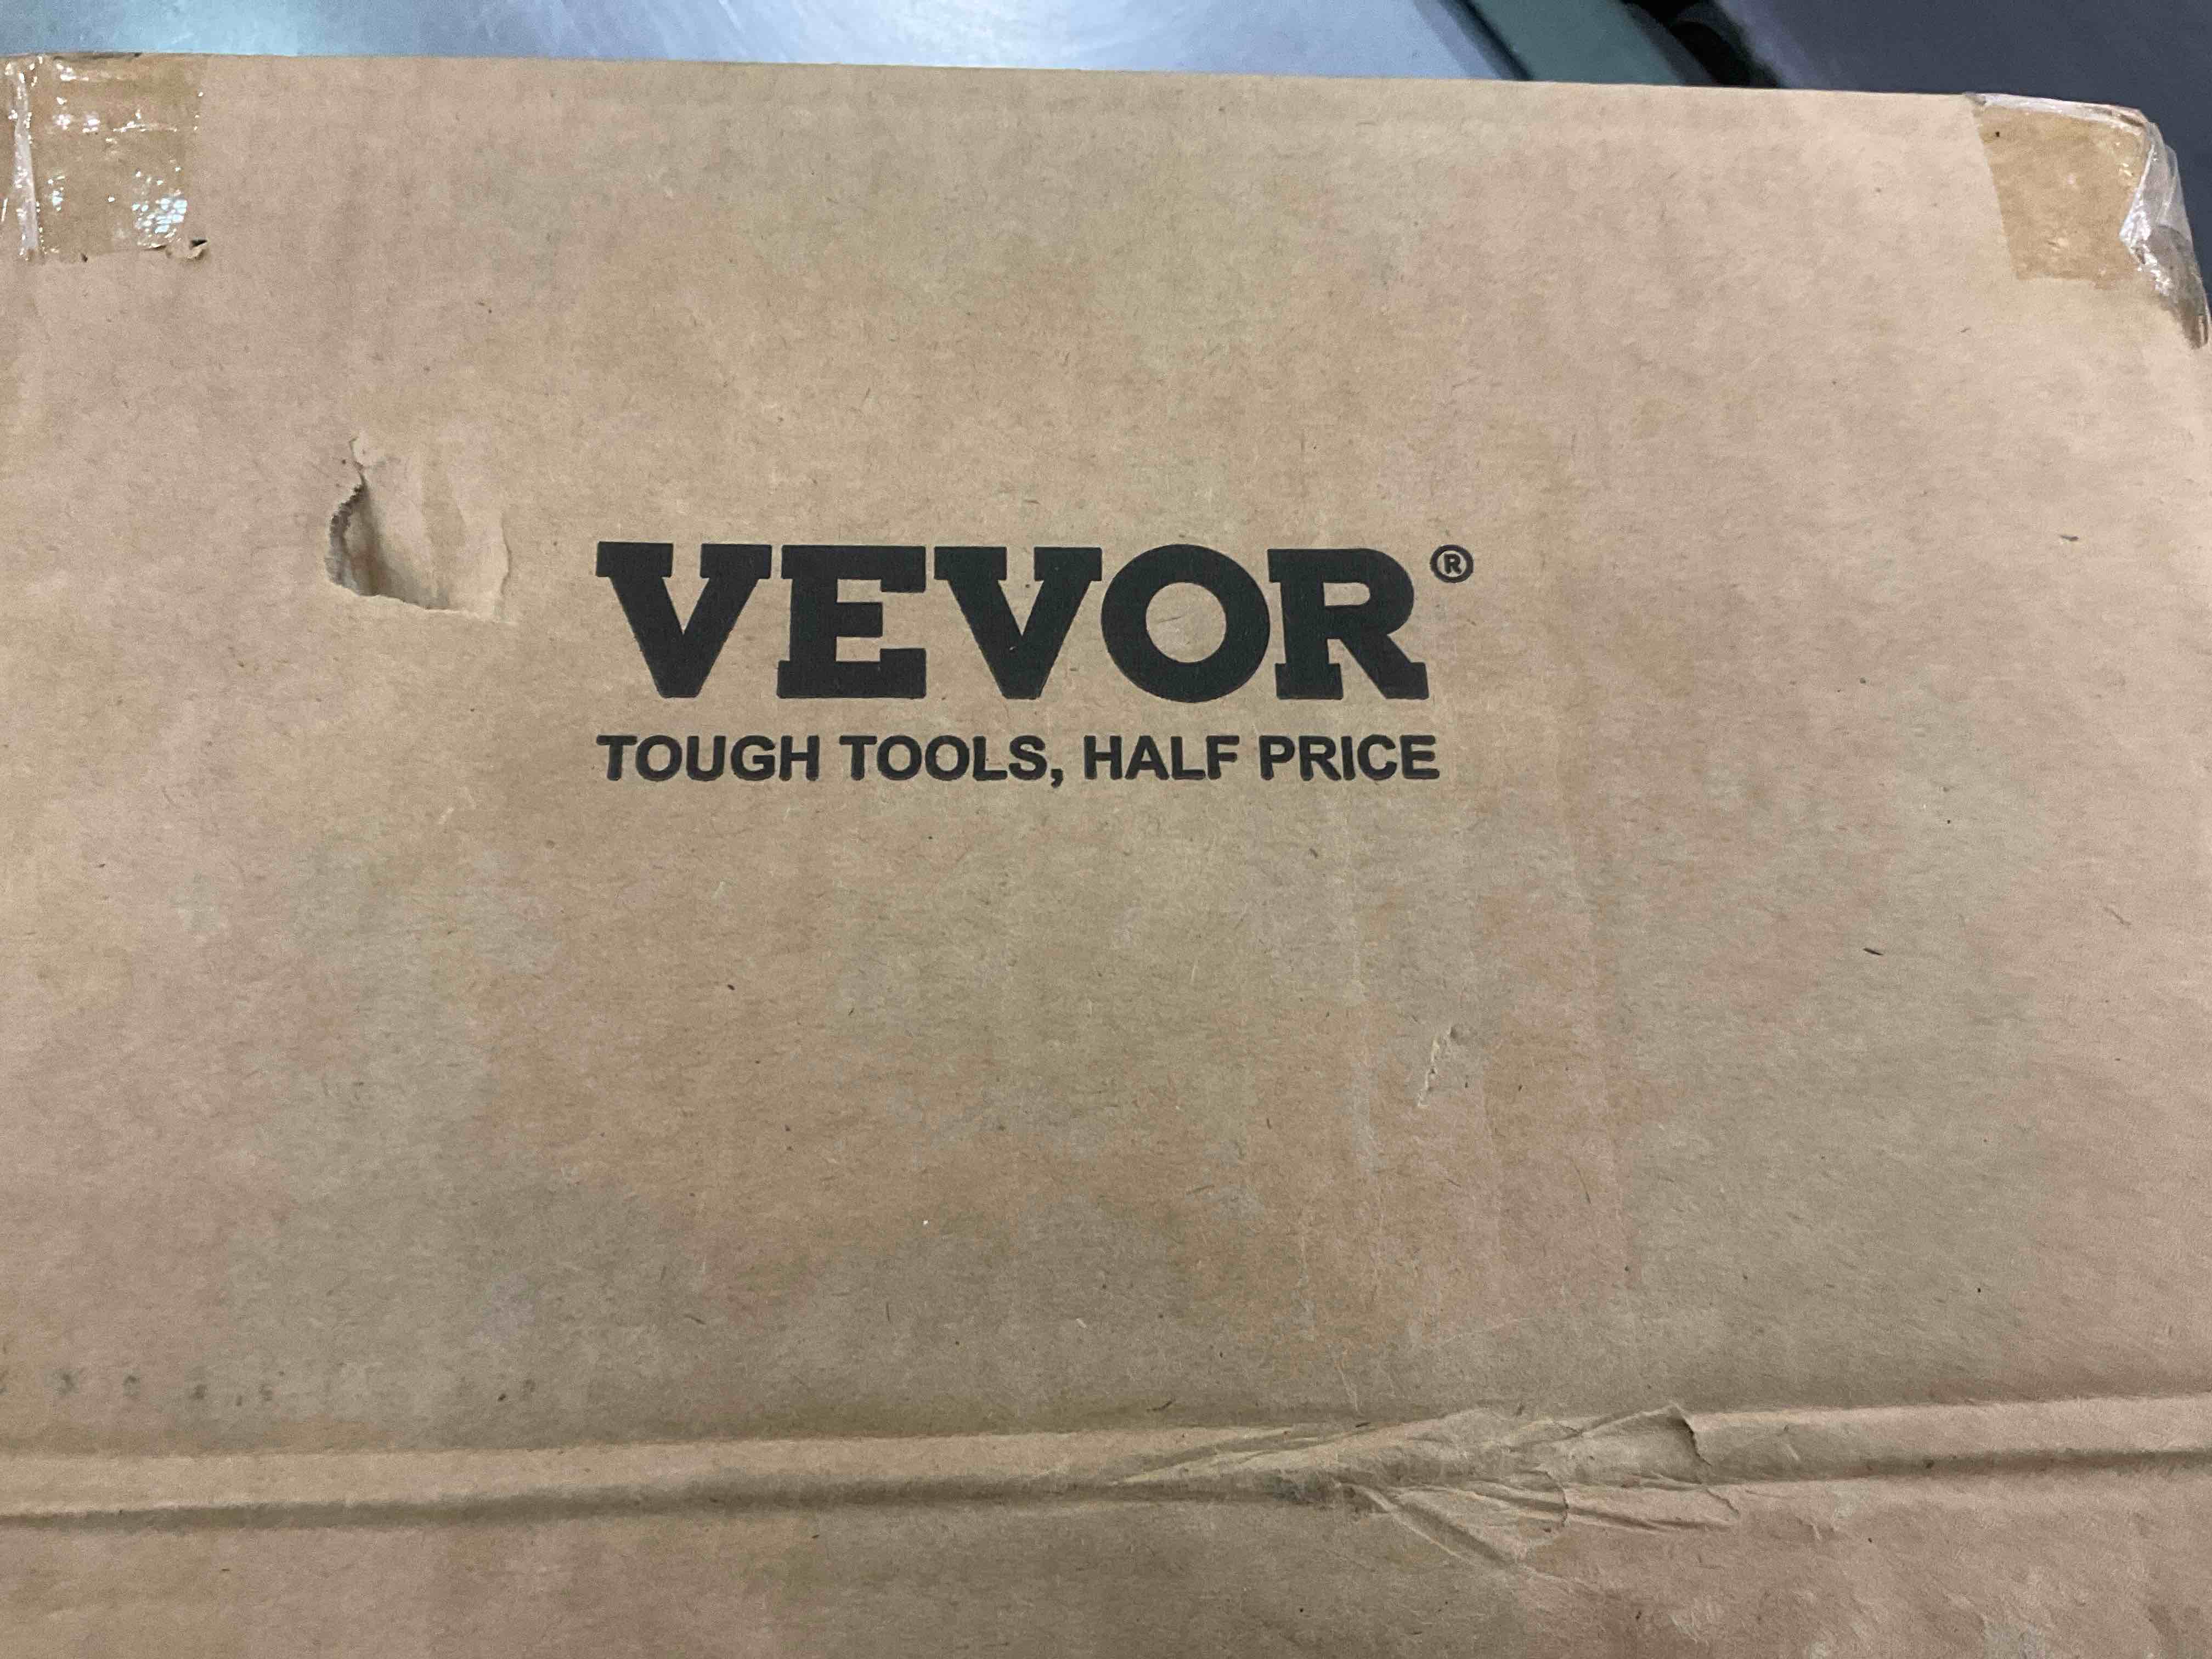 VEVOR®
TOUGH TOOLS, HALF PRICE